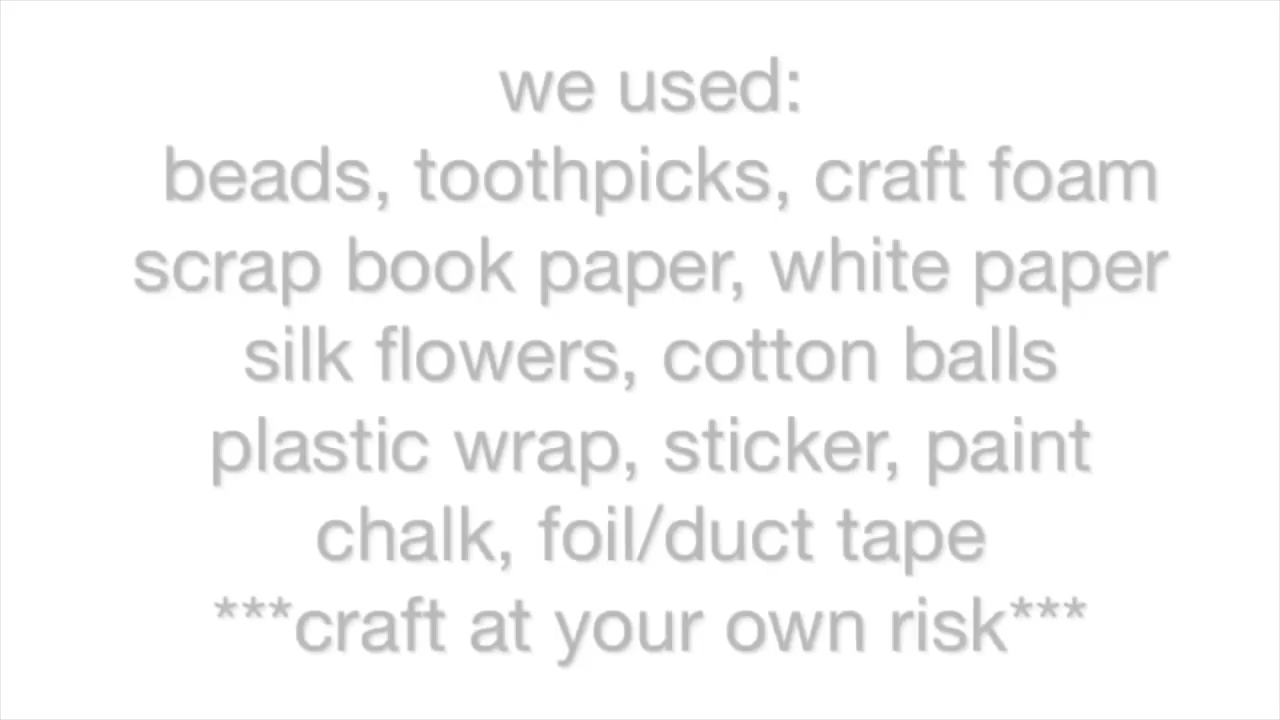 we used:
beads, toothpicks, craft foam
scrap book paper, white paper
silk flowers, cotton balls
plastic wrap, sticker, paint
chalk, foil/duct tape
***craft at your own risk***